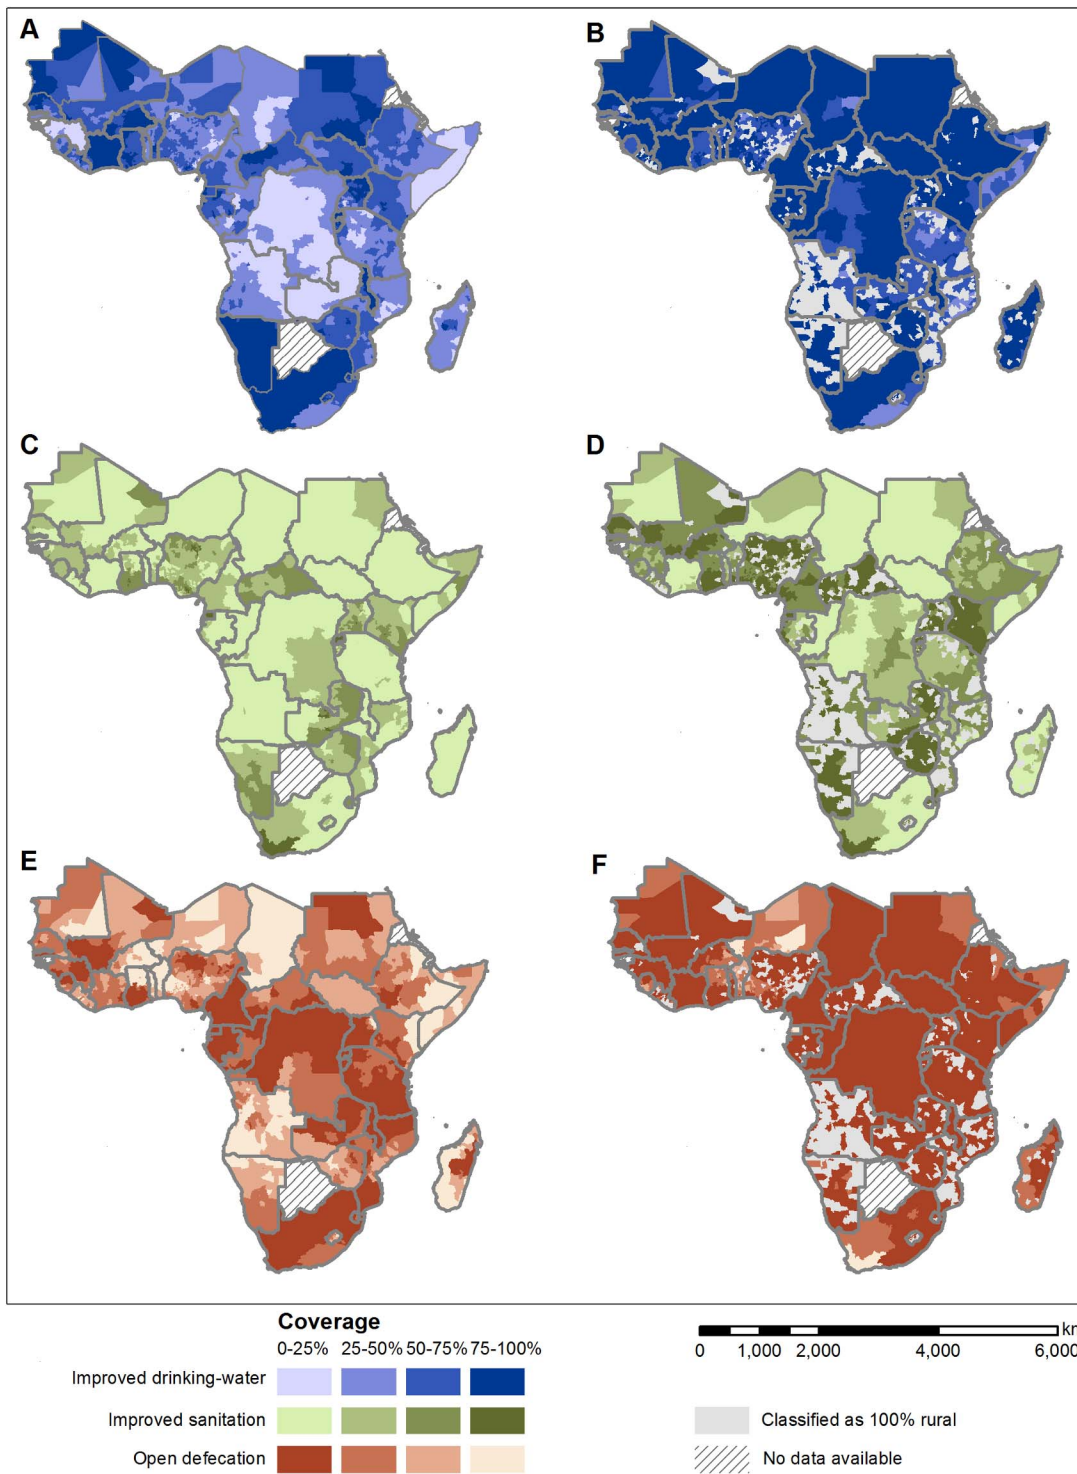 A
B
C
D
E
F
Coverage
0-25% 25-50% 50-75% 75-100%
Improved drinking-water
Improved sanitation
Open defecation
km
0 1,000 2,000 4,000 6,000
Classified as 100% rural
No data available